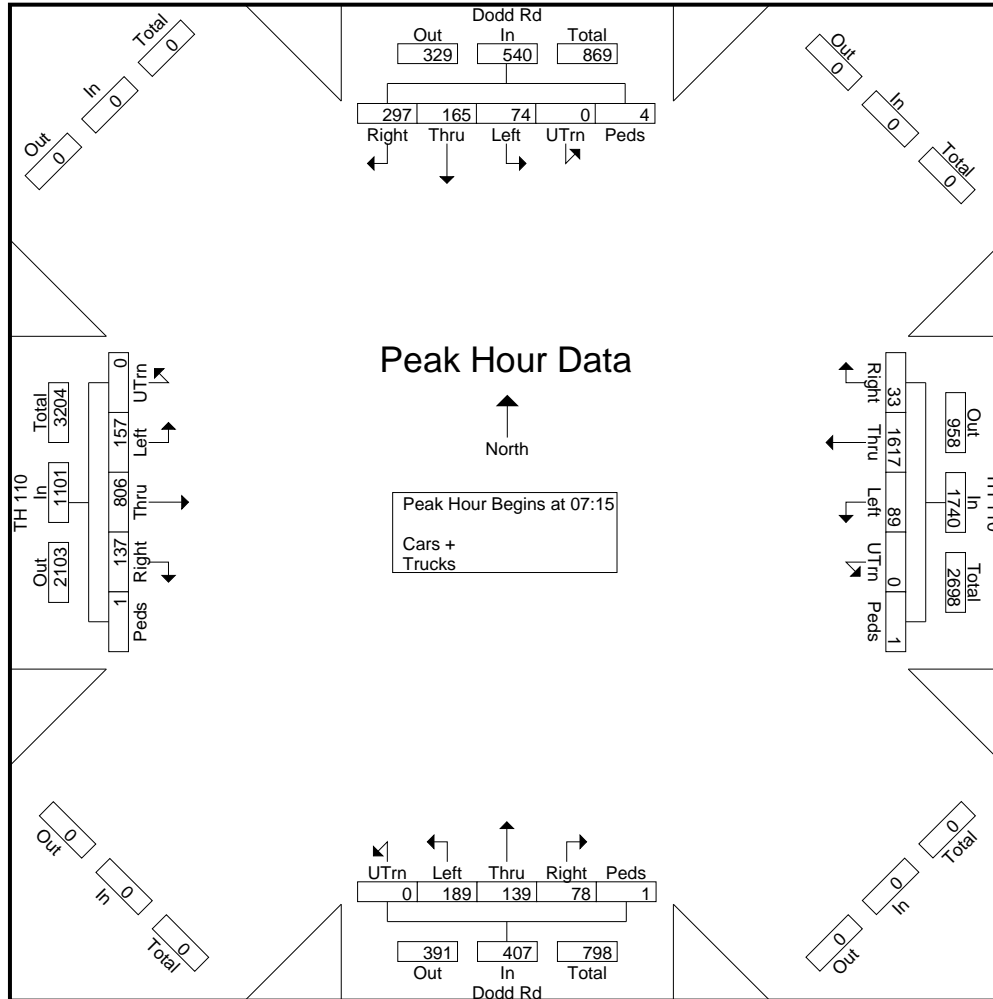 Dodd Rd
Out In Total
329 540 869
297 165 74 0 4
Right Thru Left UTrn Peds
Total
0
In
0
Out
0
Out
0
In
0
Total
0
Peak Hour Data
North
Peak Hour Begins at 07:15
Cars +
Trucks
TH 110
Total In Out
3204 1101 2103
0 157 806 137 1
UTrn Left Thru Right Peds
Right Thru Left UTrn Peds
33 1617 89 0 1
Out In Total
958 1740 2698
TH 110
UTrn Left Thru Right Peds
0 189 139 78 1
391 407 798
Out In Total
Dodd Rd
0
Out
0
In
0
Total
0
Total
0
In
0
Out